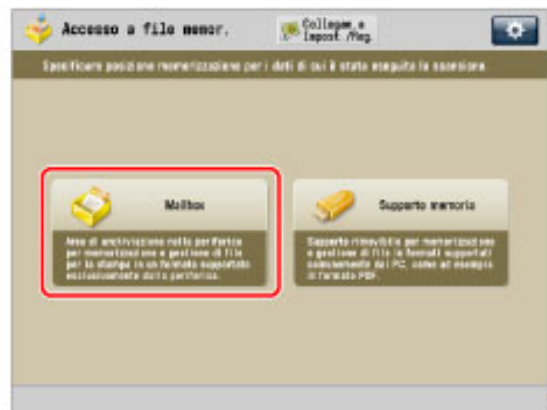 Accesso a file memor.
Collegam. e
Impost./Reg.
Specificare posizione memorizzazione per i dati di cui è stata eseguita la scansione.
Mailbox
Area di archiviazione nella periferica
per memorizzazione e gestione di file
per la stampa in un formato supportato
esclusivamente dalla periferica.
Supporto memoria
Supporto rimovibile per memorizzazione
e gestione di file in formati supportati
comunemente dai PC, come ad esempio
il formato PDF.